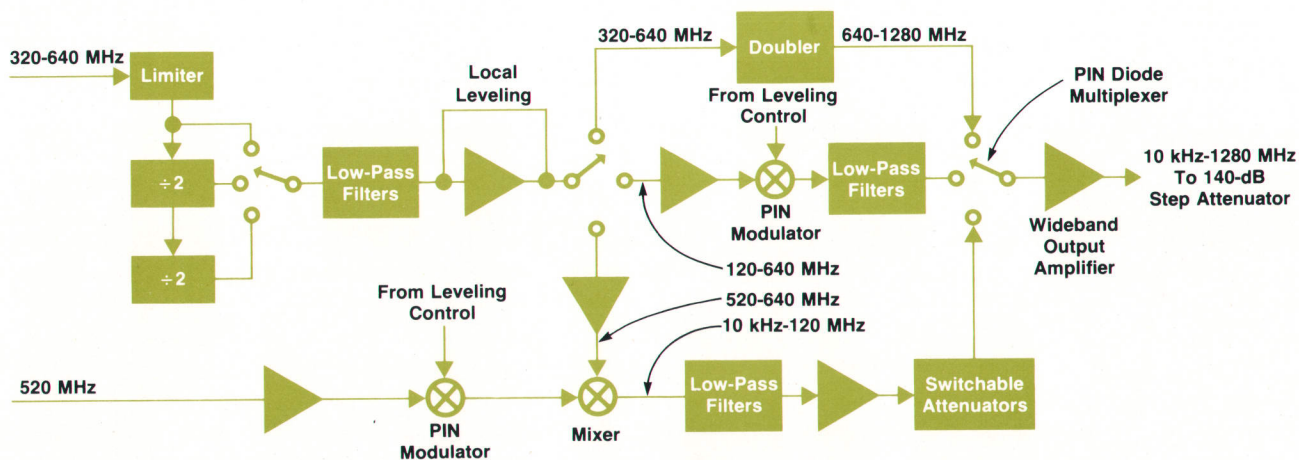 320-640 MHz
Limiter
÷2
÷2
Low-Pass
Filters
Local
Leveling
320-640 MHz
Doubler
640-1280 MHz
From Leveling
Control
PIN
Modulator
Low-Pass
Filters
PIN Diode
Multiplexer
Wideband
Output
Amplifier
10 kHz-1280 MHz
To 140-dB
Step Attenuator
120-640 MHz
520-640 MHz
10 kHz-120 MHz
520 MHz
From Leveling
Control
PIN
Modulator
Mixer
Low-Pass
Filters
Switchable
Attenuators